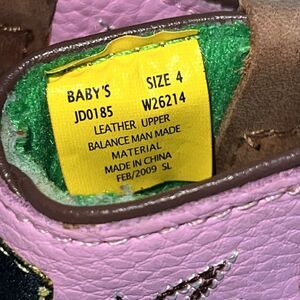 BABY'S SIZE 4
JD0185 W26214
LEATHER UPPER
BALANCE MAN MADE
MATERIAL
MADE IN CHINA
FEB/2009 SL